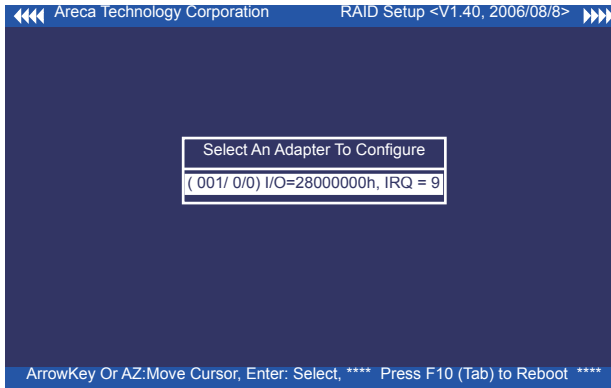 Areca Technology Corporation RAID Setup <V1.40, 2006/08/8>
Select An Adapter To Configure
( 001/ 0/0) I/O=28000000h, IRQ = 9
ArrowKey Or AZ:Move Cursor, Enter: Select, **** Press F10 (Tab) to Reboot ****